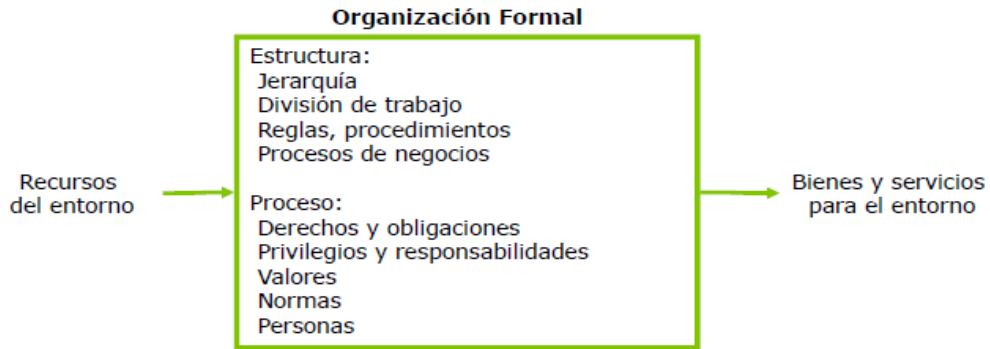 Organización Formal
Estructura:
Jerarquía
División de trabajo
Reglas, procedimientos
Procesos de negocios
Recursos
del entorno
Proceso:
Derechos y obligaciones
Privilegios y responsabilidades
Valores
Normas
Personas
Bienes y servicios
para el entorno